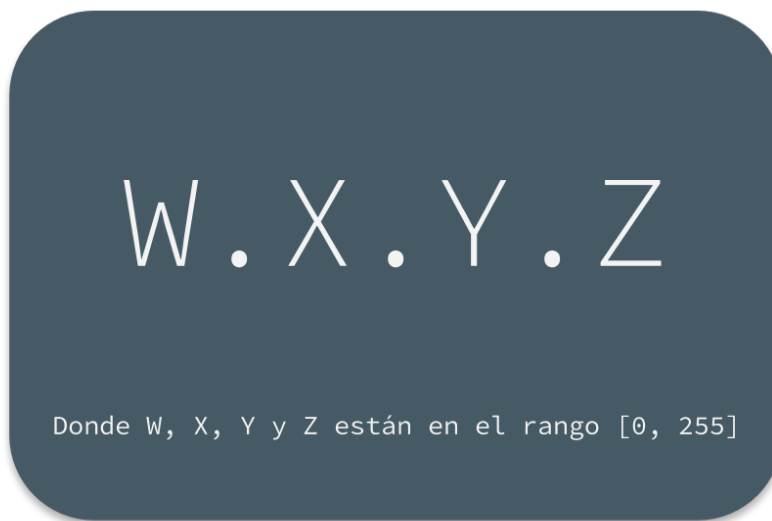 W.X.Y.Z
Donde W, X, Y y Z están en el rango [0, 255]